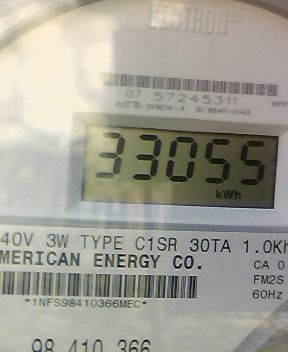 CENTRON®
07 57245311
33055
kWh
40V 3W TYPE C1SR 30TA 1.0Kh
MERICAN ENERGY CO.
CA 0
FM2S
60Hz
*1NFS98410366MEC*
98 410 366